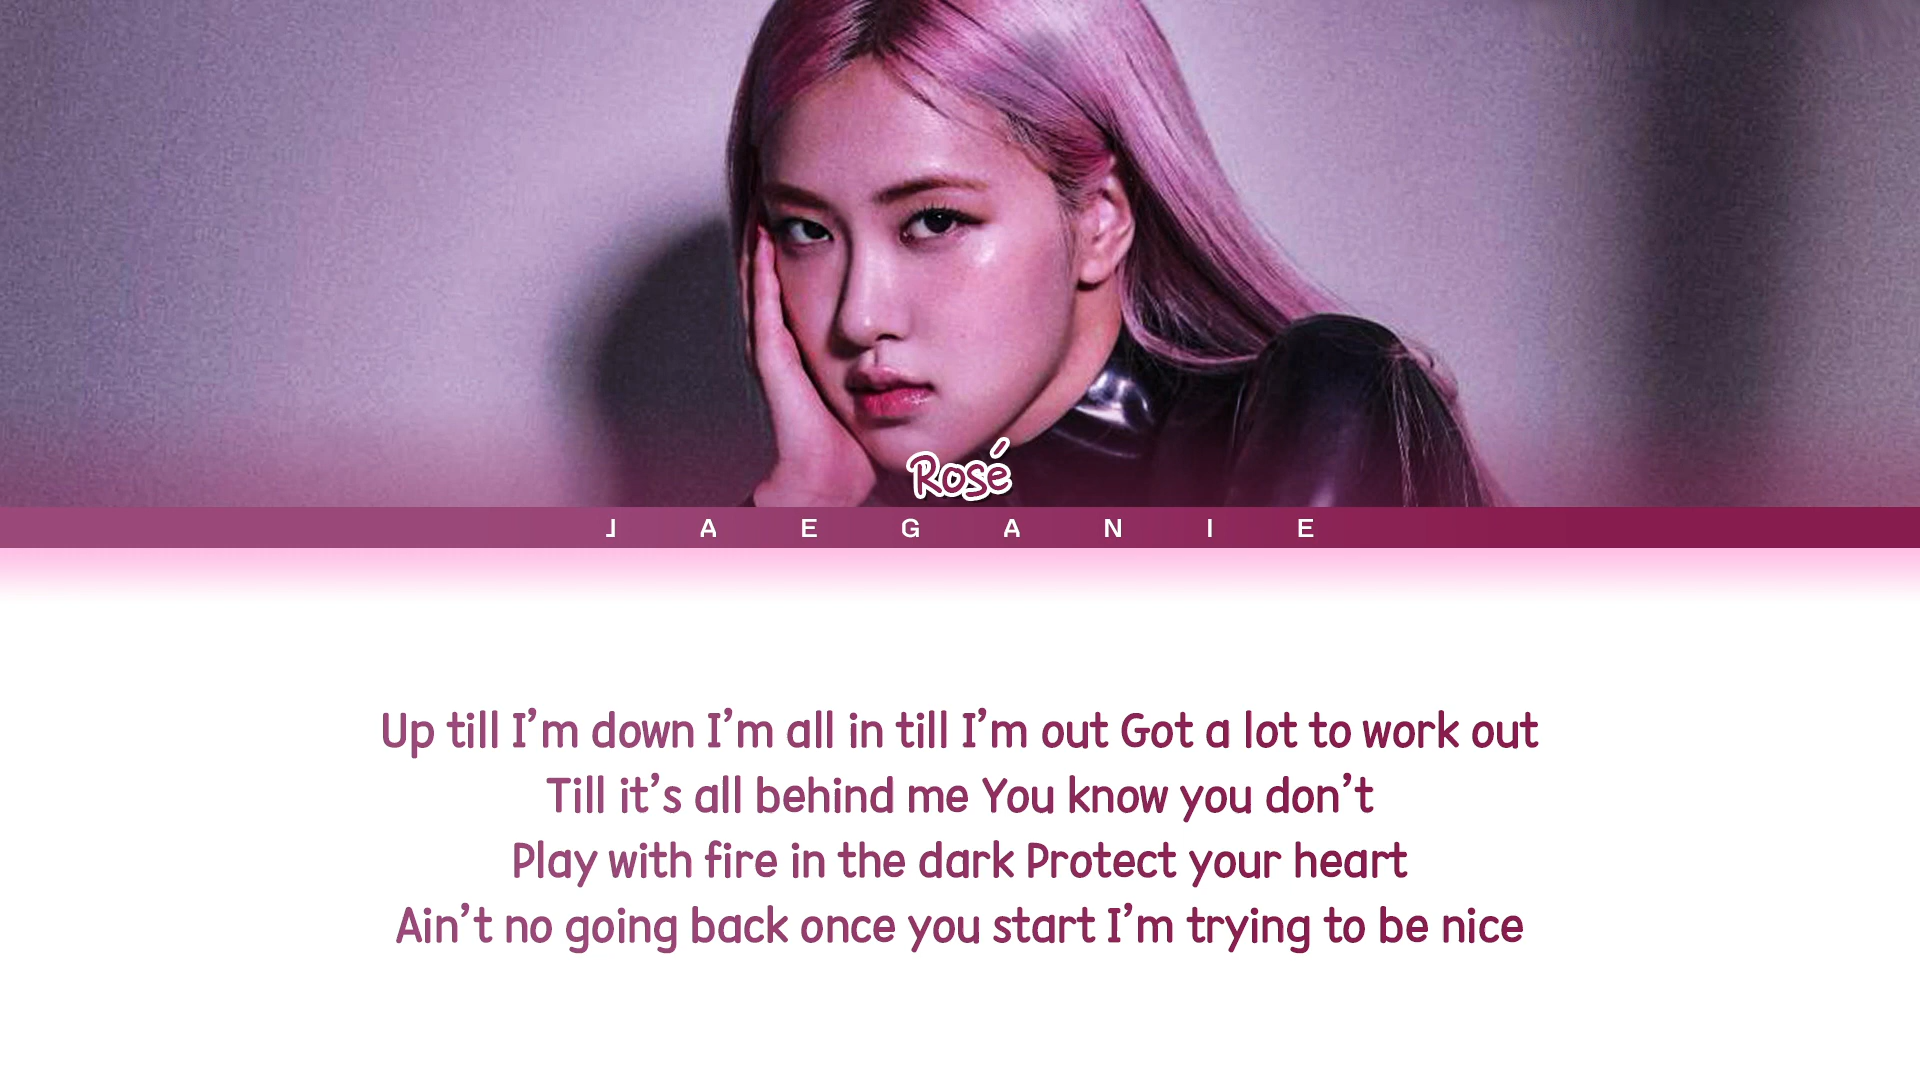 Rosé
JAEGANIE
Up till I’m down I’m all in till I’m out Got a lot to work out
Till it’s all behind me You know you don’t
Play with fire in the dark Protect your heart
Ain’t no going back once you start I’m trying to be nice